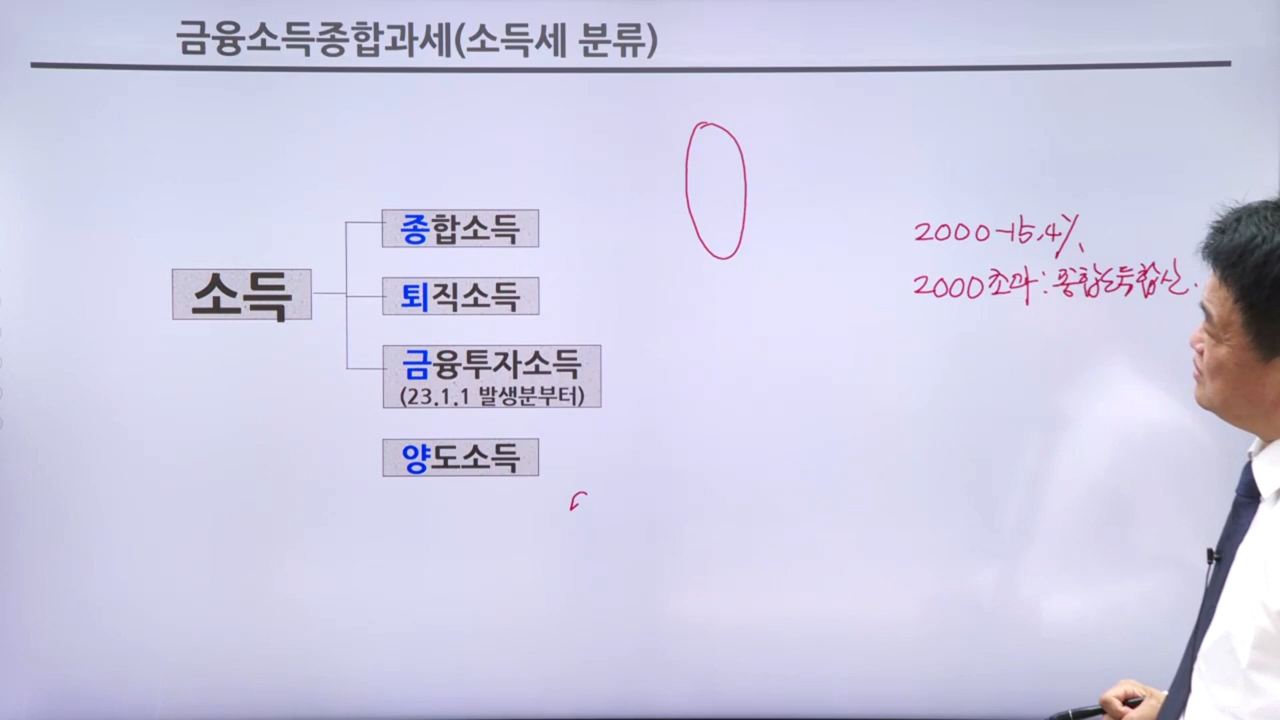 금융소득종합과세(소득세 분류)
종합소득
2000-15.4%
소득
퇴직소득
2000초과: 종합소득합산.
금융투자소득
(23.1.1 발생분부터)
양도소득